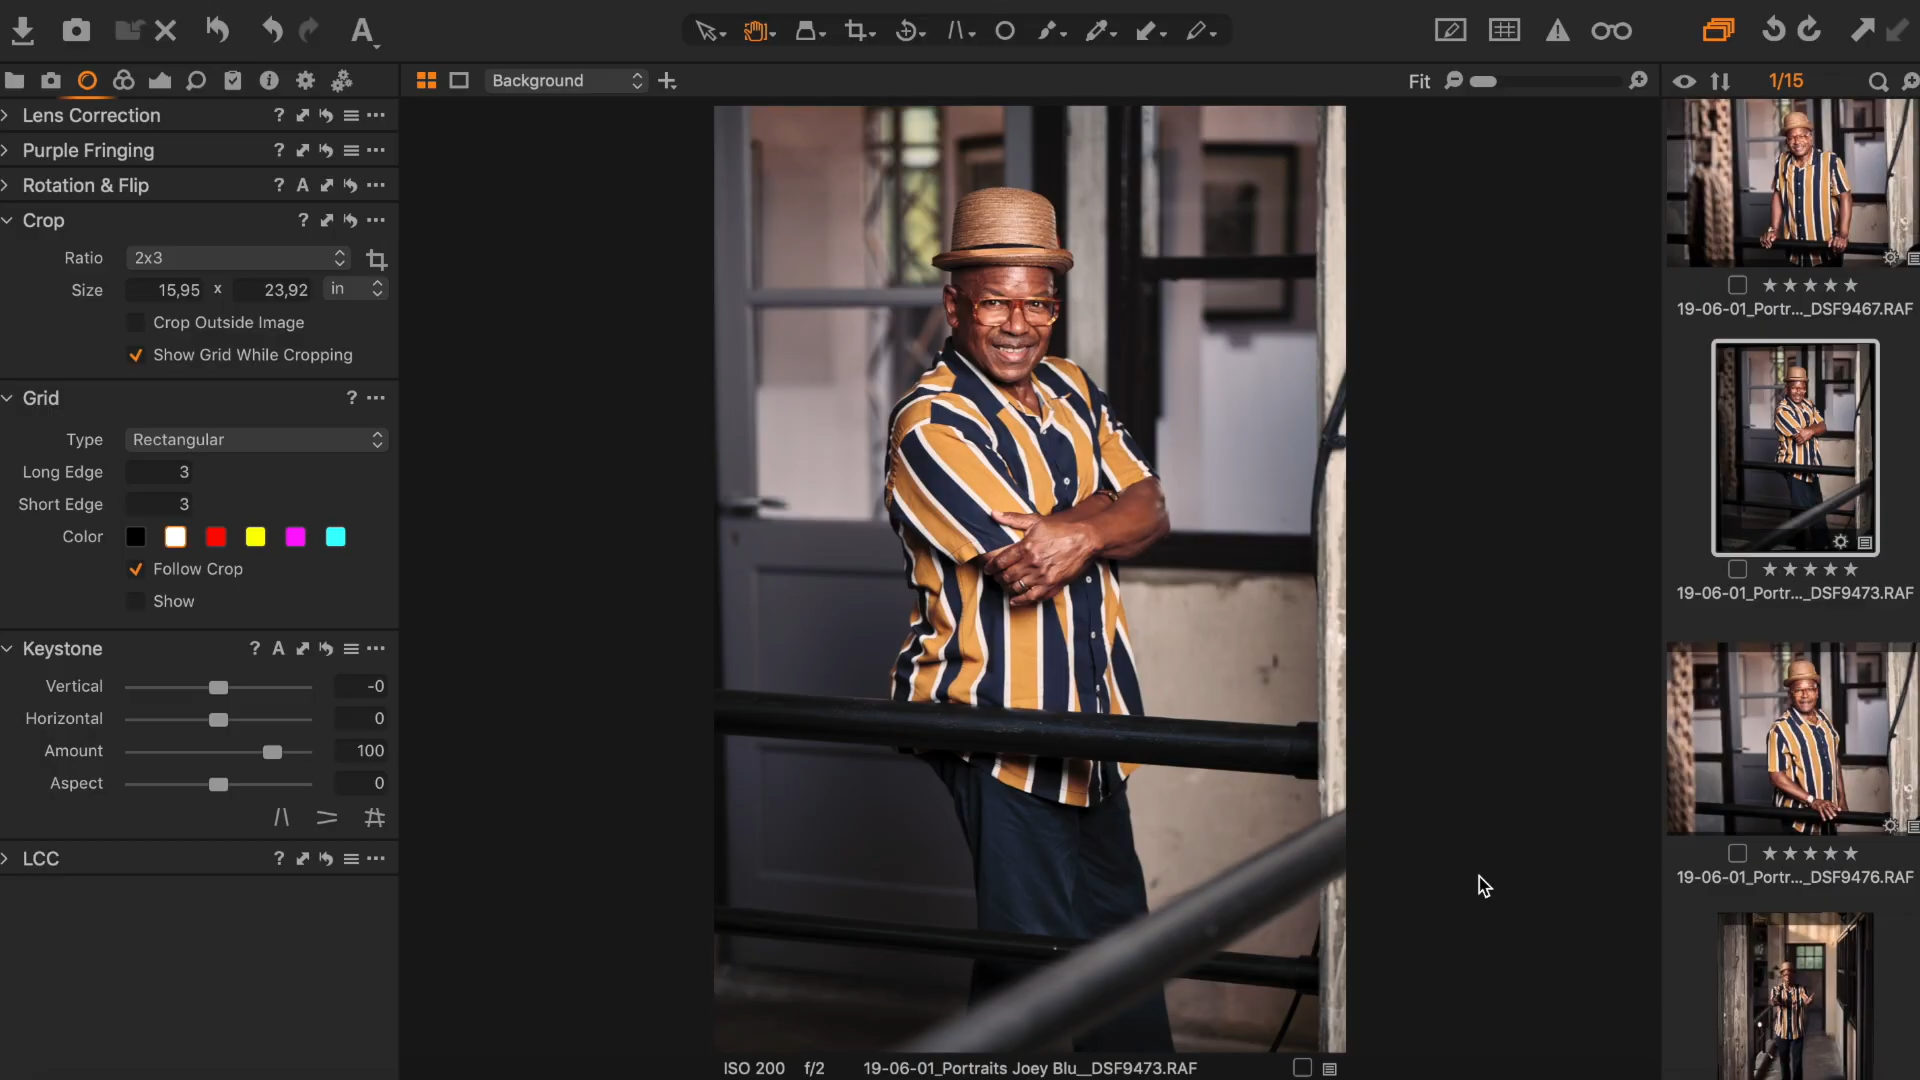 A
Background
Fit
1/15
Lens Correction ?
Purple Fringing ?
Rotation & Flip ? A
Crop ?
Ratio 2x3
Size 15,95 x 23,92 in
Crop Outside Image
Show Grid While Cropping
Grid ?
Type Rectangular
Long Edge 3
Short Edge 3
Color
Follow Crop
Show
Keystone ? A
Vertical -0
Horizontal 0
Amount 100
Aspect 0
LCC ?
ISO 200 f/2 19-06-01_Portraits Joey Blu__DSF9473.RAF
19-06-01_Portr..._DSF9467.RAF
19-06-01_Portr..._DSF9473.RAF
19-06-01_Portr..._DSF9476.RAF